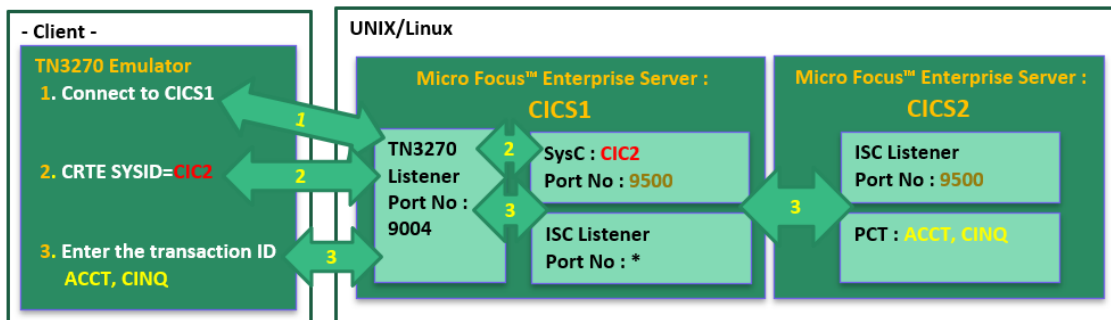 - Client -
TN3270 Emulator
1. Connect to CICS1
2. CRTE SYSID=CIC2
3. Enter the transaction ID
ACCT, CINQ
1
2
3
UNIX/Linux
Micro Focus™ Enterprise Server :
CICS1
TN3270
Listener
Port No :
9004
2
3
SysC : CIC2
Port No : 9500
ISC Listener
Port No : *
3
Micro Focus™ Enterprise Server :
CICS2
ISC Listener
Port No : 9500
PCT : ACCT, CINQ